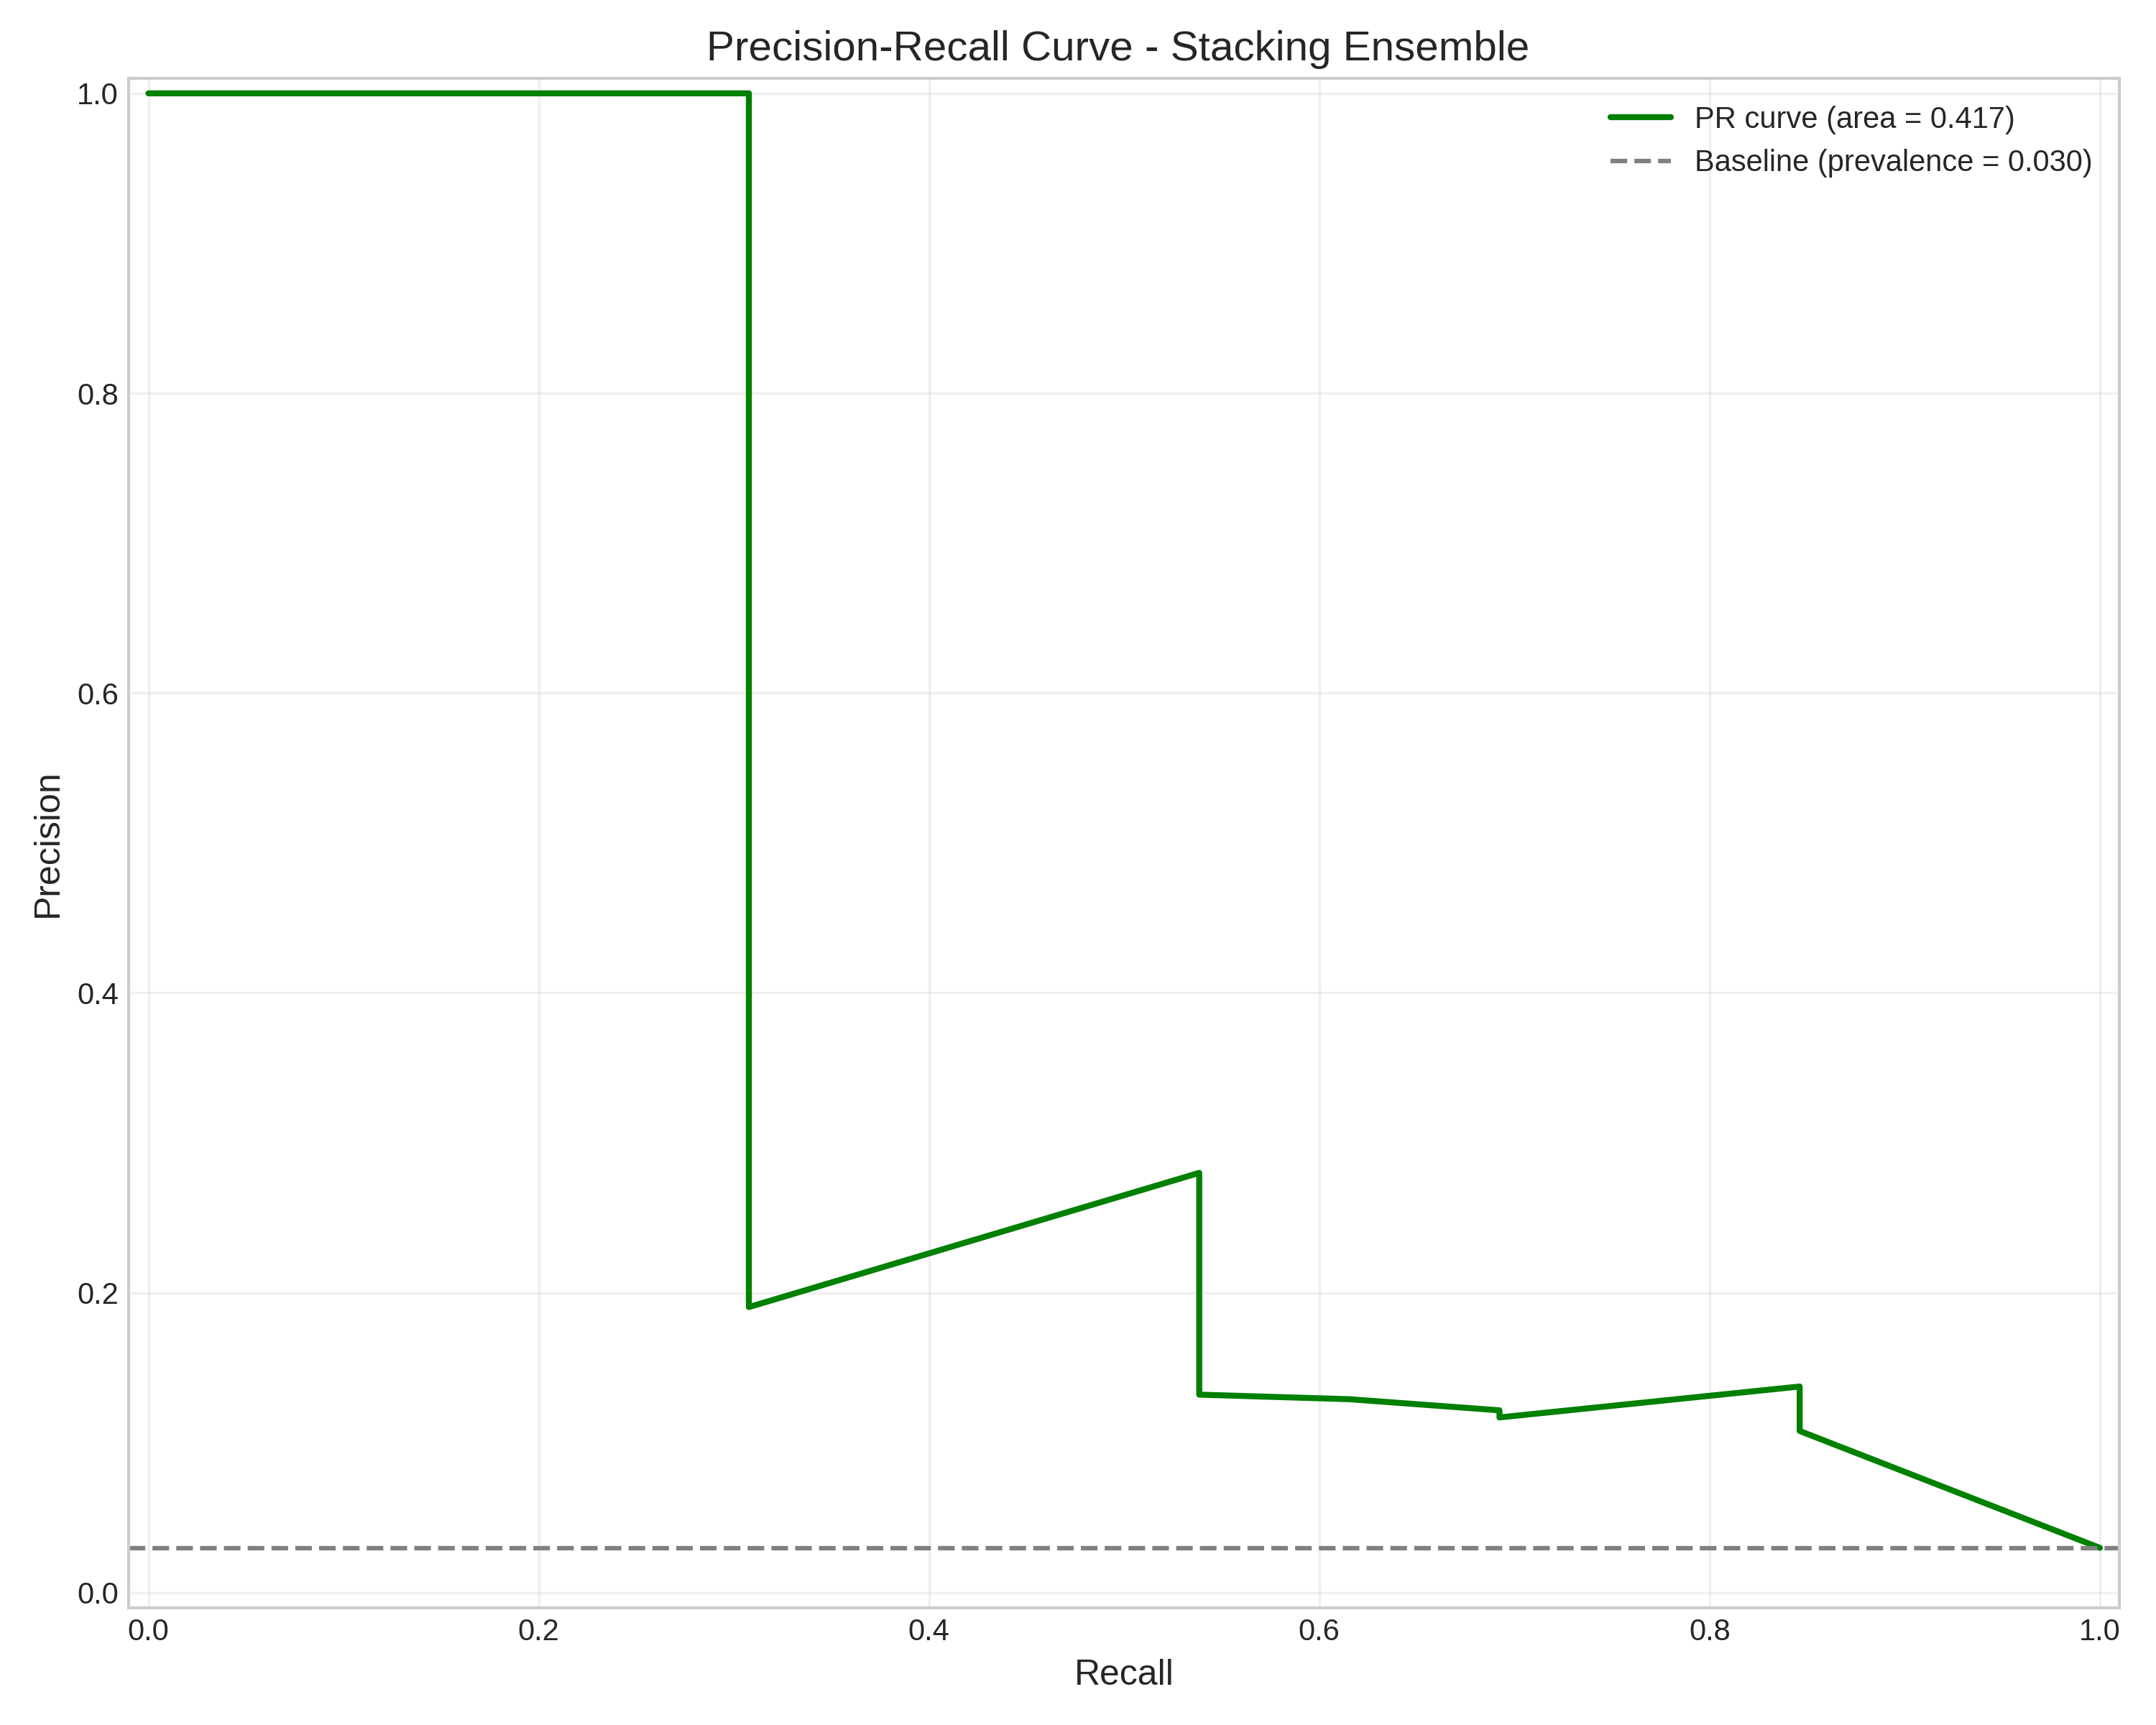 Precision-Recall Curve - Stacking Ensemble
PR curve (area = 0.417)
Baseline (prevalence = 0.030)
Precision
1.0
0.8
0.6
0.4
0.2
0.0
0.0 0.2 0.4 0.6 0.8 1.0
Recall